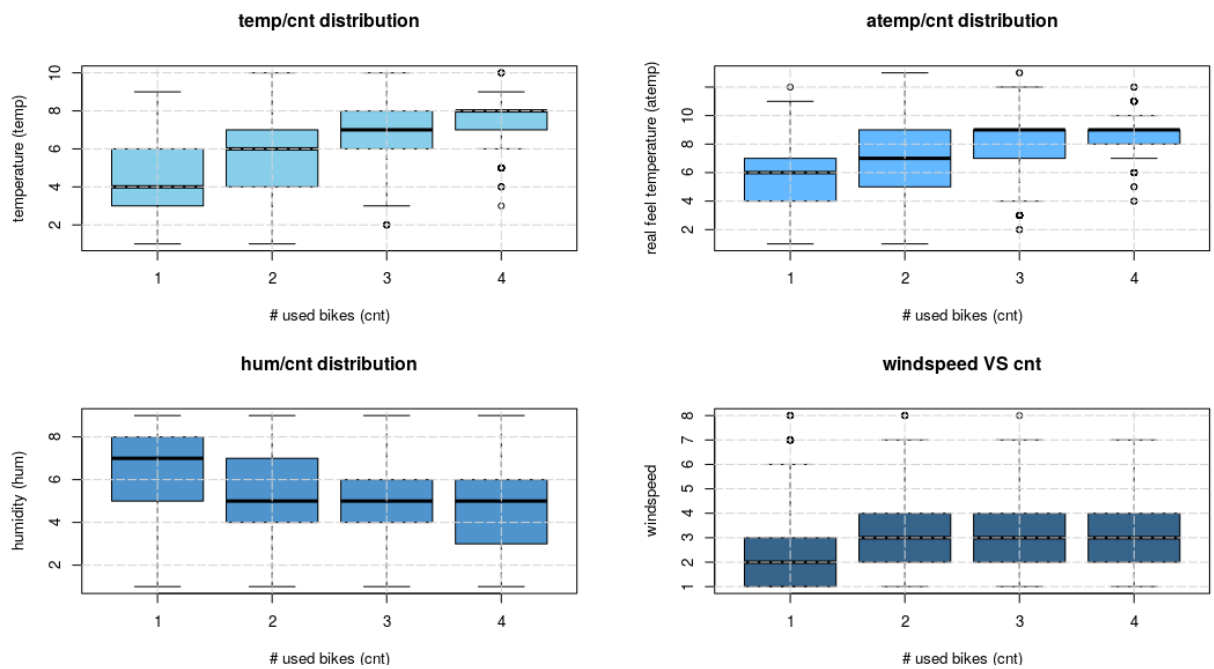 temp/cnt distribution
temperature (temp)
10
8
6
4
2
1 2 3 4
# used bikes (cnt)
atemp/cnt distribution
real feel temperature (atemp)
10
8
6
4
2
1 2 3 4
# used bikes (cnt)
hum/cnt distribution
humidity (hum)
8
6
4
2
1 2 3 4
# used bikes (cnt)
windspeed VS cnt
windspeed
8
7
6
5
4
3
2
1
1 2 3 4
# used bikes (cnt)